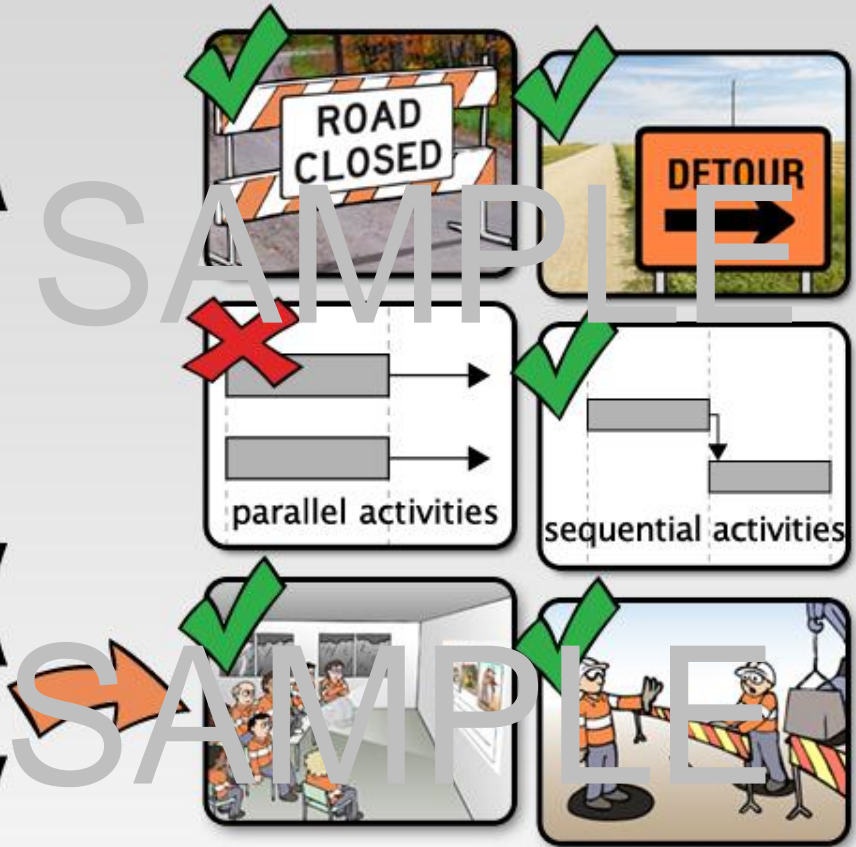 ROAD
CLOSED
DETOUR
SAMPLE
parallel activities
sequential activities
SAMPLE